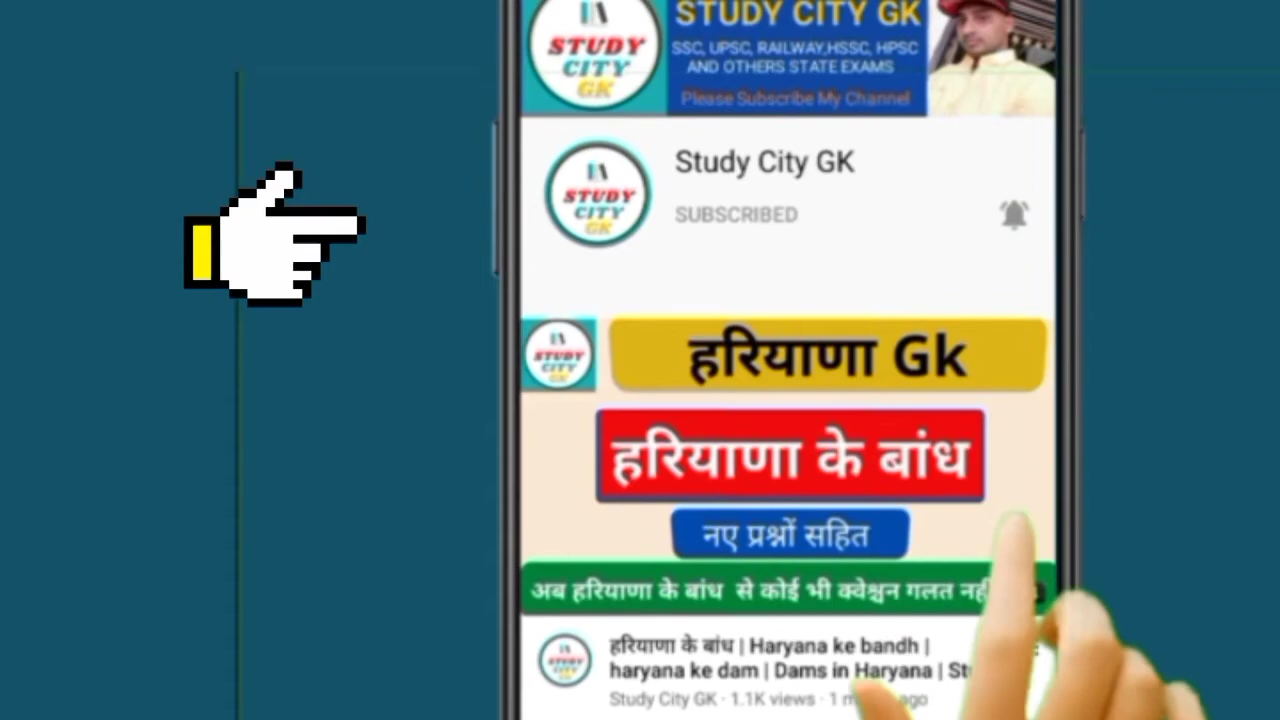 STUDY
CITY
GK
STUDY CITY GK
SSC, UPSC, RAILWAY,HSSC, HPSC
AND OTHERS STATE EXAMS
Please Subscribe My Channel
STUDY
CITY
GK
Study City GK
SUBSCRIBED
STUDY
CITY
GK
हरियाणा Gk
हरियाणा के बांध
नए प्रश्नों सहित
अब हरियाणा के बांध से कोई भी क्वेश्चन गलत
STUDY
CITY
GK
हरियाणा के बांध | Haryana ke bandh |
haryana ke dam | Dams in Haryana |
Study City GK · 1.1K views · 1 ago